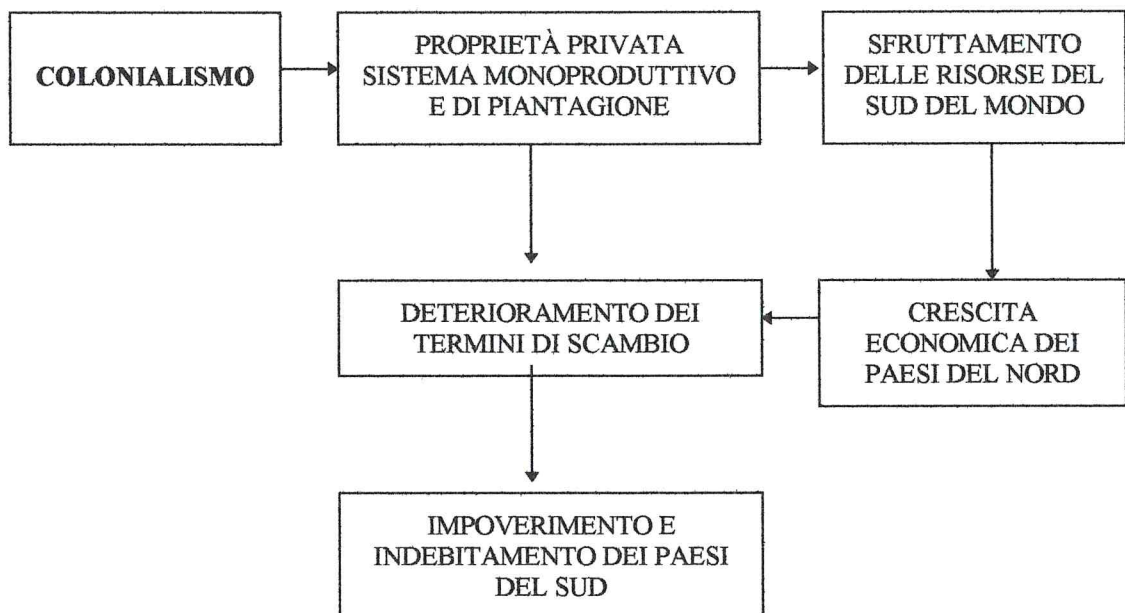 COLONIALISMO
PROPRIETÀ PRIVATA
SISTEMA MONOPRODUTTIVO
E DI PIANTAGIONE
SFRUTTAMENTO
DELLE RISORSE DEL
SUD DEL MONDO
DETERIORAMENTO DEI
TERMINI DI SCAMBIO
CRESCITA
ECONOMICA DEI
PAESI DEL NORD
IMPOVERIMENTO E
INDEBITAMENTO DEI PAESI
DEL SUD